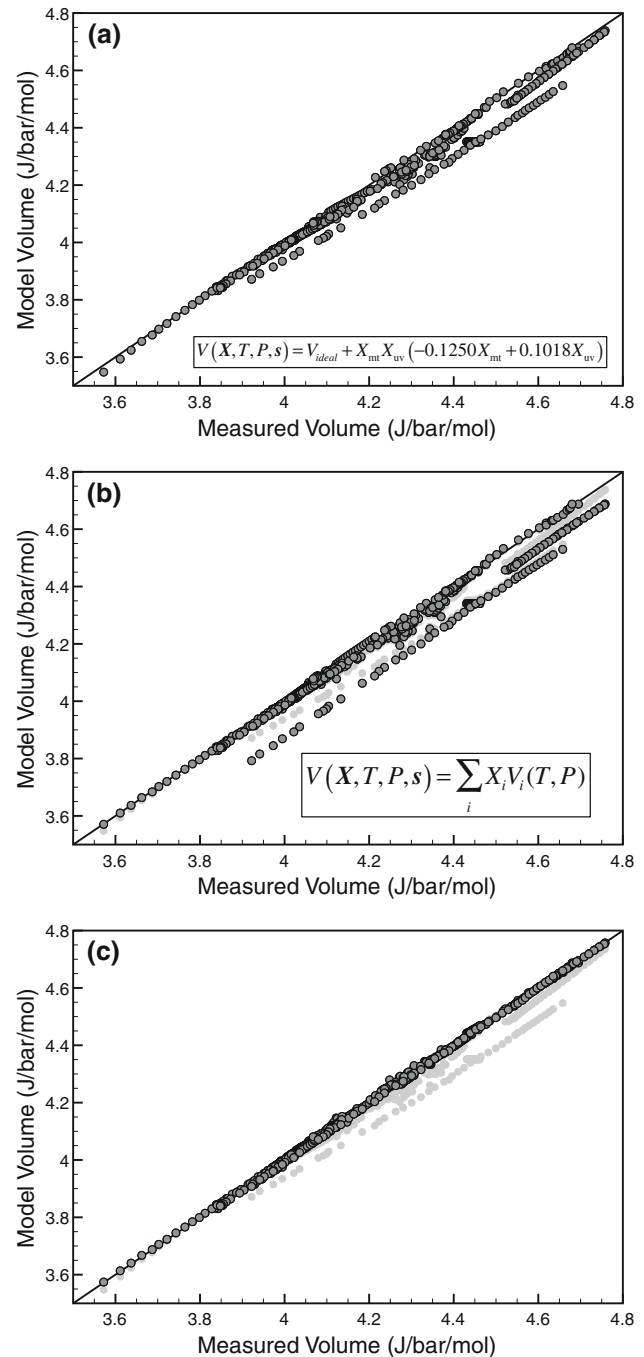 (a)
Model Volume (J/bar/mol)
4.8
4.6
4.4
4.2
4
3.8
3.6
V(X,T,P,s)=V_ideal + X_mt X_uv (−0.1250X_mt + 0.1018X_uv)
3.6 3.8 4 4.2 4.4 4.6 4.8
Measured Volume (J/bar/mol)
(b)
Model Volume (J/bar/mol)
4.8
4.6
4.4
4.2
4
3.8
3.6
V(X,T,P,s)=∑_i X_i V_i(T,P)
3.6 3.8 4 4.2 4.4 4.6 4.8
Measured Volume (J/bar/mol)
(c)
Model Volume (J/bar/mol)
4.8
4.6
4.4
4.2
4
3.8
3.6
3.6 3.8 4 4.2 4.4 4.6 4.8
Measured Volume (J/bar/mol)